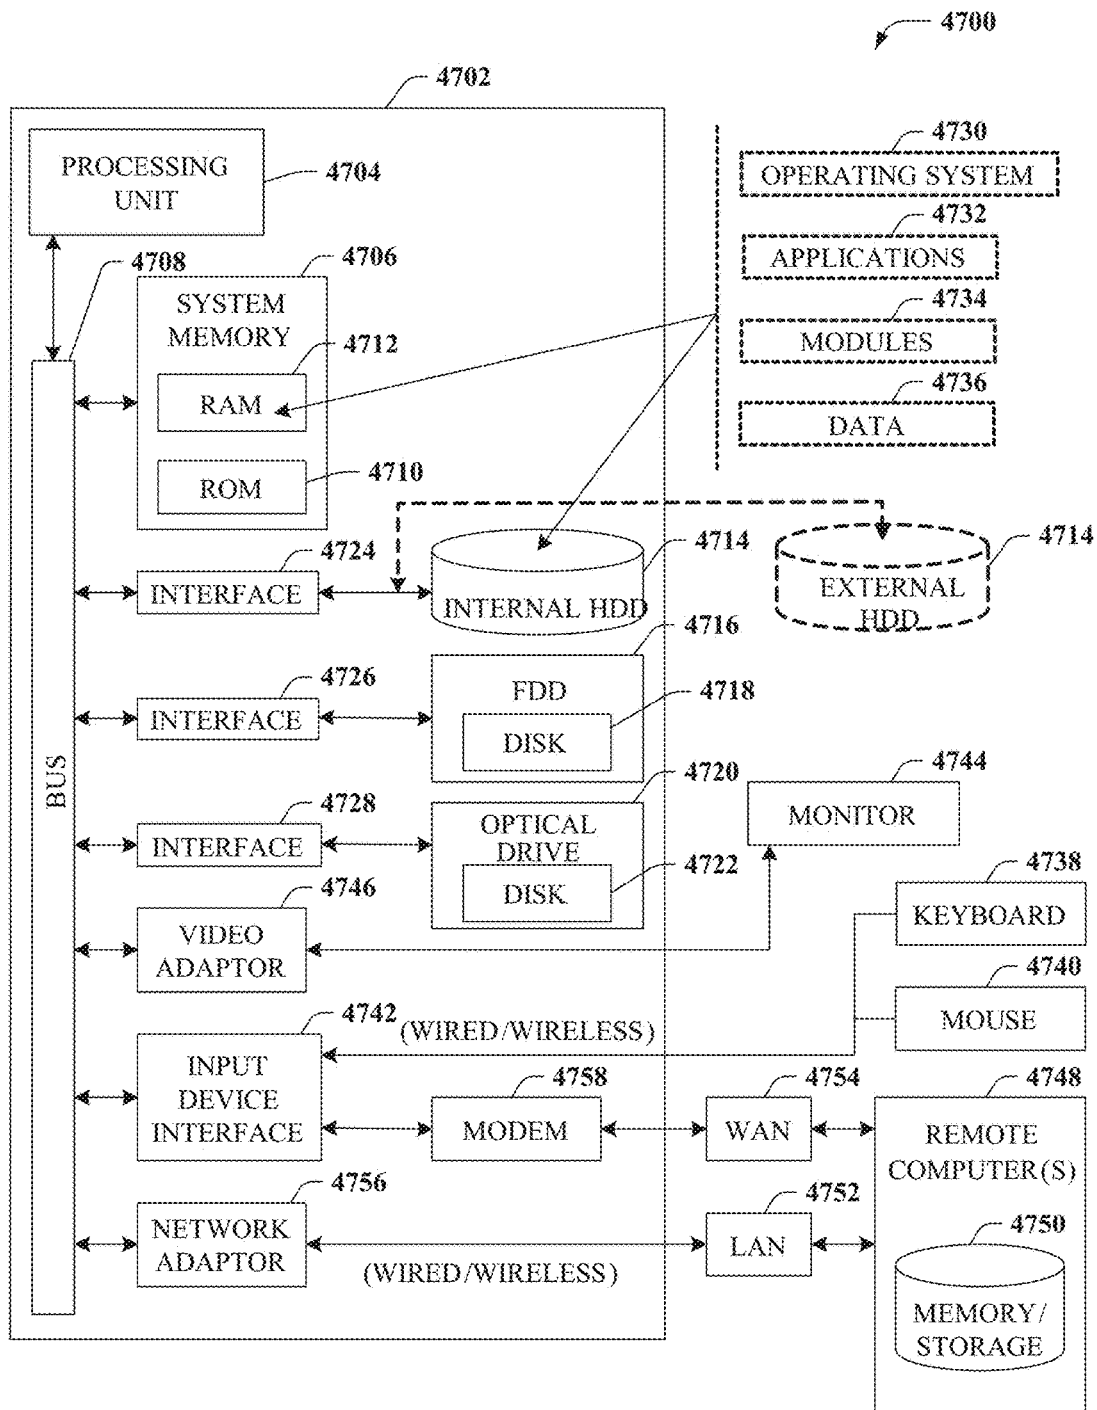 4700
4702
PROCESSING
UNIT
4704
4730
OPERATING SYSTEM
4732
APPLICATIONS
4734
MODULES
4736
DATA
4708
4706
SYSTEM
MEMORY
4712
RAM
4710
ROM
4724
INTERFACE
4714
INTERNAL HDD
4714
EXTERNAL
HDD
4716
FDD
4718
DISK
4726
INTERFACE
BUS
4720
OPTICAL
DRIVE
4722
DISK
4728
INTERFACE
4744
MONITOR
4746
VIDEO
ADAPTOR
4738
KEYBOARD
4740
MOUSE
4742
INPUT
DEVICE
INTERFACE
(WIRED/WIRELESS)
4758
MODEM
4754
WAN
4748
REMOTE
COMPUTER(S)
4756
NETWORK
ADAPTOR
(WIRED/WIRELESS)
4752
LAN
4750
MEMORY/
STORAGE